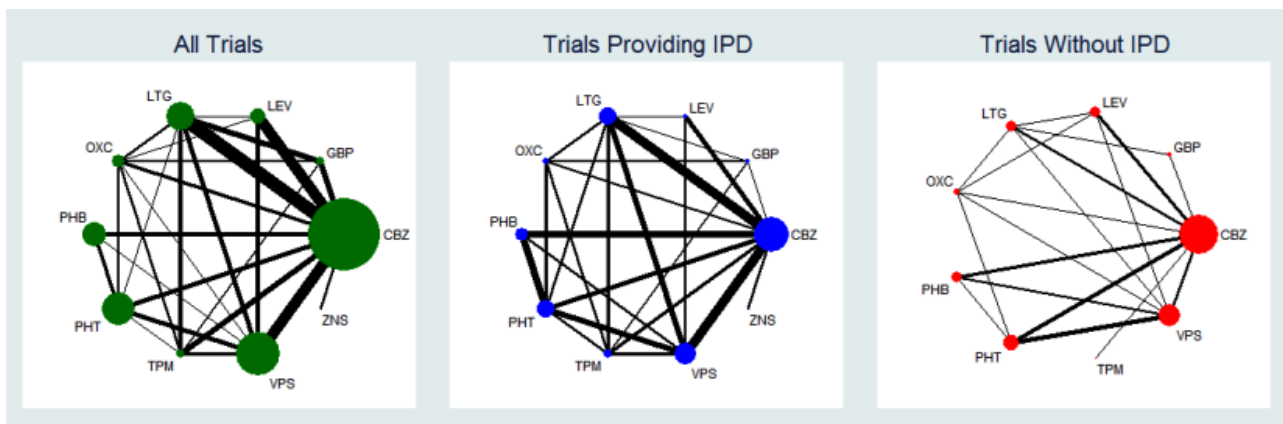 All Trials
LTG
LEV
OXC
GBP
PHB
CBZ
PHT
ZNS
TPM
VPS
Trials Providing IPD
LTG
LEV
OXC
GBP
PHB
CBZ
PHT
ZNS
TPM
VPS
Trials Without IPD
LTG
LEV
GBP
OXC
CBZ
PHB
VPS
PHT
TPM